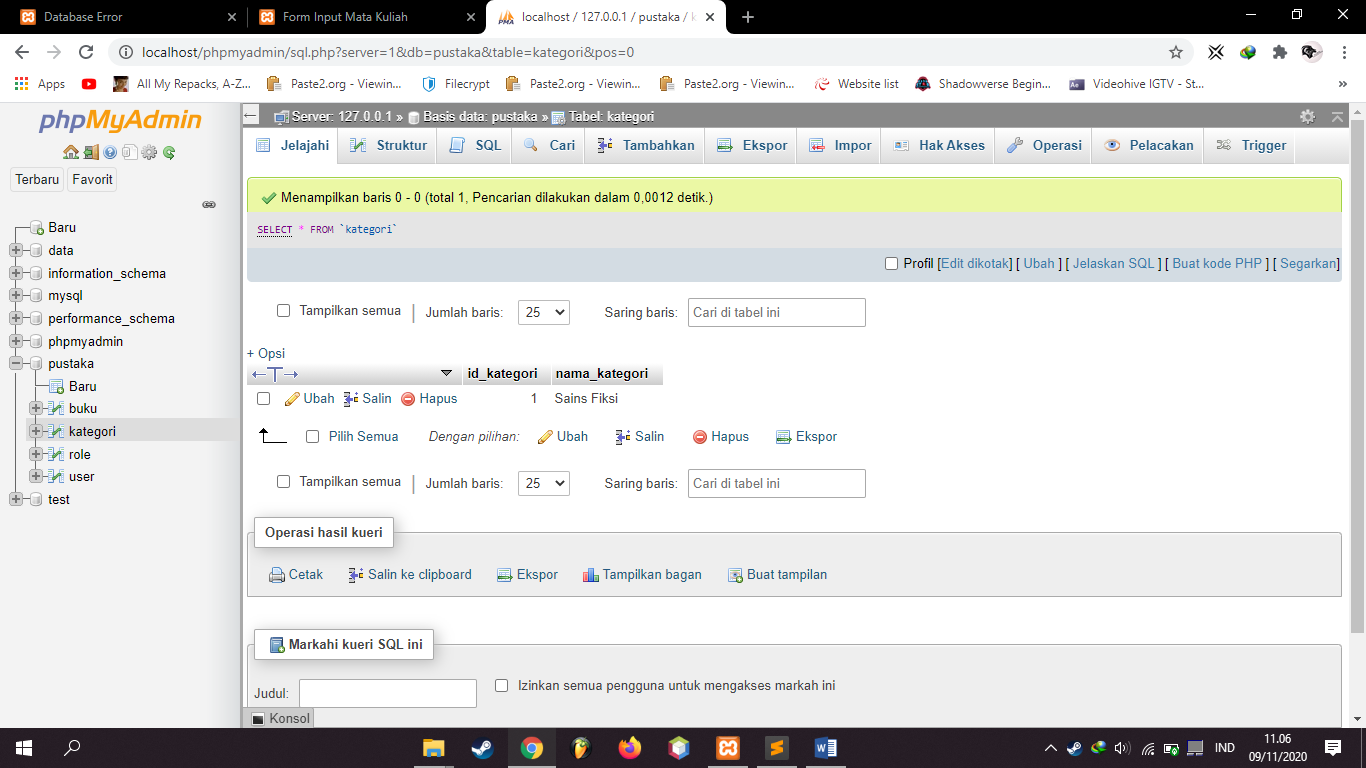 Database Error
Form Input Mata Kuliah
localhost / 127.0.0.1 / pustaka / k
localhost/phpmyadmin/sql.php?server=1&db=pustaka&table=kategori&pos=0
Apps
All My Repacks, A-Z...
Paste2.org - Viewin...
Filecrypt
Paste2.org - Viewin...
Paste2.org - Viewin...
Website list
Shadowverse Begin...
Videohive IGTV - St...
»
phpMyAdmin
Server: 127.0.0.1 » Basis data: pustaka » Tabel: kategori
Jelajahi Struktur SQL Cari Tambahkan Ekspor Impor Hak Akses Operasi Pelacakan Trigger
Terbaru Favorit
Baru
data
information_schema
mysql
performance_schema
phpmyadmin
pustaka
Baru
buku
kategori
role
user
test
Menampilkan baris 0 - 0 (total 1, Pencarian dilakukan dalam 0,0012 detik.)
SELECT * FROM `kategori`
Profil [Edit dikotak] [ Ubah ] [ Jelaskan SQL ] [ Buat kode PHP ] [ Segarkan]
Tampilkan semua | Jumlah baris: 25 Saring baris: Cari di tabel ini
+ Opsi
←T→ id_kategori nama_kategori
Ubah Salin Hapus 1 Sains Fiksi
Pilih Semua Dengan pilihan: Ubah Salin Hapus Ekspor
Tampilkan semua | Jumlah baris: 25 Saring baris: Cari di tabel ini
Operasi hasil kueri
Cetak Salin ke clipboard Ekspor Tampilkan bagan Buat tampilan
Markahi kueri SQL ini
Judul: Izinkan semua pengguna untuk mengakses markah ini
Konsol
IND
11.06
09/11/2020